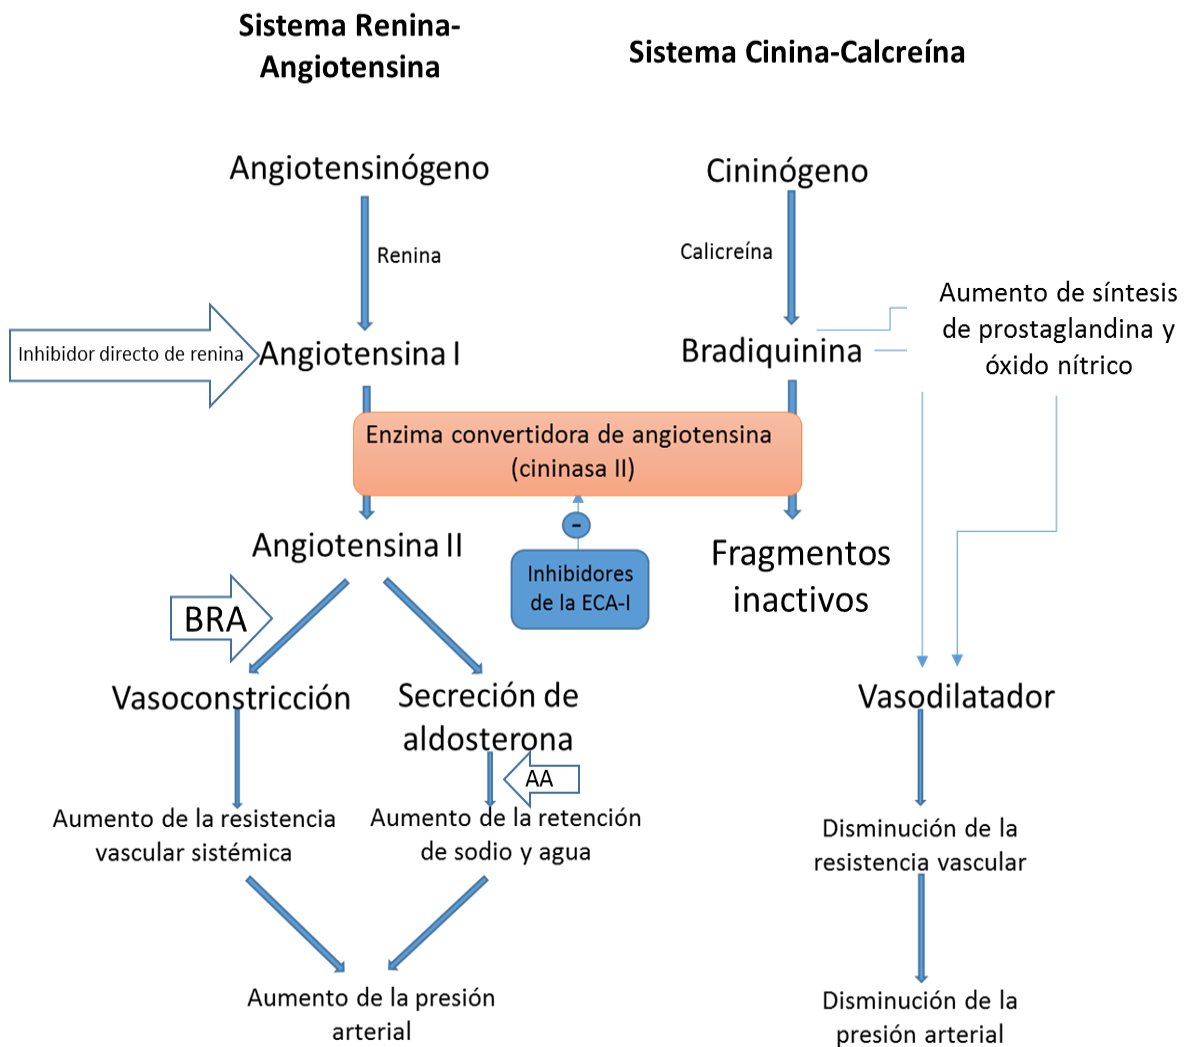 Sistema Renina-
Angiotensina
Sistema Cinina-Calcreína
Angiotensinógeno
Cininógeno
Renina
Calicreína
Inhibidor directo de renina
Angiotensina I
Bradiquinina
Aumento de síntesis
de prostaglandina y
óxido nítrico
Enzima convertidora de angiotensina
(cininasa II)
-
Angiotensina II
Inhibidores
de la ECA-I
Fragmentos
inactivos
BRA
Vasoconstricción
Secreción de
aldosterona
Vasodilatador
AA
Aumento de la resistencia
vascular sistémica
Aumento de la retención
de sodio y agua
Disminución de la
resistencia vascular
Aumento de la presión
arterial
Disminución de la
presión arterial